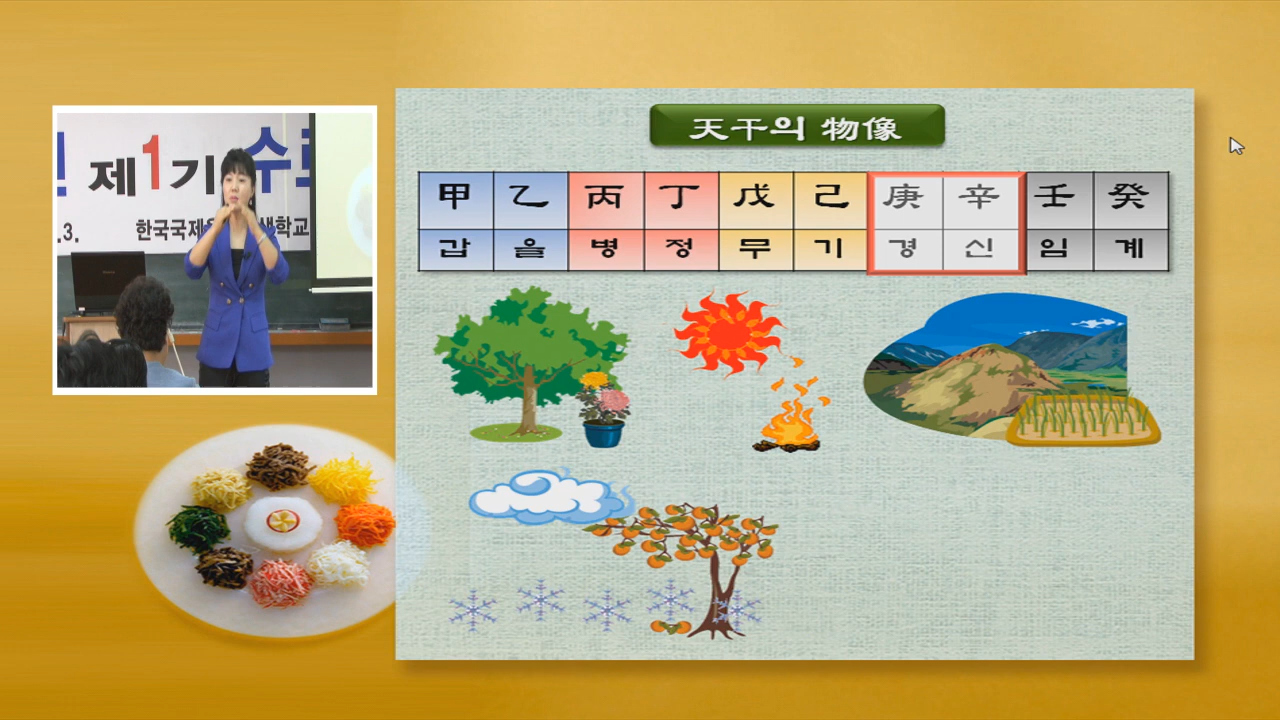 제1기 수
.3.
한국국제
생학교
天干의 物像
甲 乙 丙 丁 戊 己 庚 辛 壬 癸
갑 을 병 정 무 기 경 신 임 계